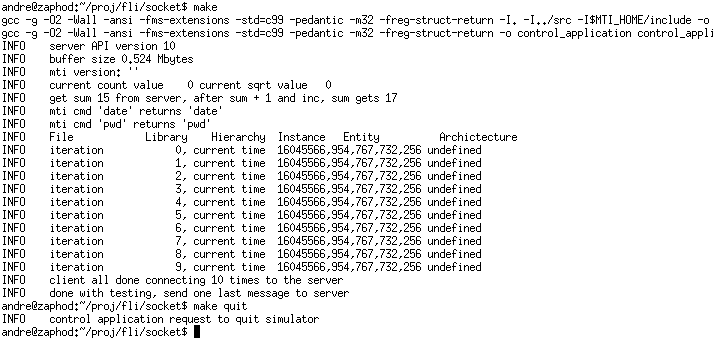 andre@zaphod:~/proj/fli/socket$ make
gcc -g -O2 -Wall -ansi -fms-extensions -std=c99 -pedantic -m32 -freg-struct-return -I. -I../src -I$MTI_HOME/include -o
gcc -g -O2 -Wall -ansi -fms-extensions -std=c99 -pedantic -m32 -freg-struct-return -o control_application control_appli
INFO    server API version 10
INFO    buffer size 0.524 Mbytes
INFO    mti version: ''
INFO    current count value    0 current sqrt value   0
INFO    get sum 15 from server, after sum + 1 and inc, sum gets 17
INFO    mti cmd 'date' returns 'date'
INFO    mti cmd 'pwd' returns 'pwd'
INFO    File            Library    Hierarchy  Instance   Entity          Archictecture
INFO    iteration            0, current time  16045566,954,767,732,256 undefined
INFO    iteration            1, current time  16045566,954,767,732,256 undefined
INFO    iteration            2, current time  16045566,954,767,732,256 undefined
INFO    iteration            3, current time  16045566,954,767,732,256 undefined
INFO    iteration            4, current time  16045566,954,767,732,256 undefined
INFO    iteration            5, current time  16045566,954,767,732,256 undefined
INFO    iteration            6, current time  16045566,954,767,732,256 undefined
INFO    iteration            7, current time  16045566,954,767,732,256 undefined
INFO    iteration            8, current time  16045566,954,767,732,256 undefined
INFO    iteration            9, current time  16045566,954,767,732,256 undefined
INFO    client all done connecting 10 times to the server
INFO    done with testing, send one last message to server
andre@zaphod:~/proj/fli/socket$ make quit
INFO    control application request to quit simulator
andre@zaphod:~/proj/fli/socket$